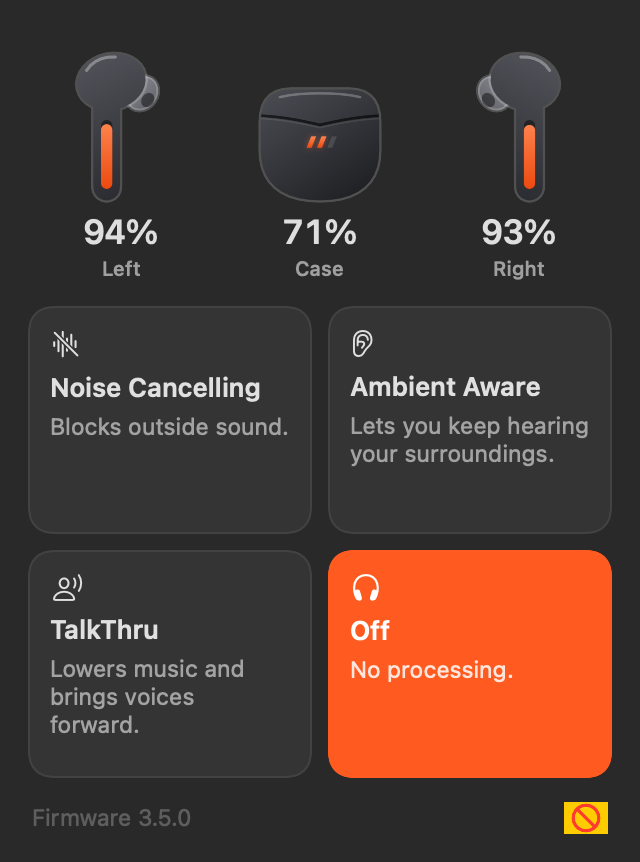 94%
71%
93%
Left
Case
Right
Noise Cancelling
Blocks outside sound.
Ambient Aware
Lets you keep hearing
your surroundings.
TalkThru
Lowers music and
brings voices
forward.
Off
No processing.
Firmware 3.5.0